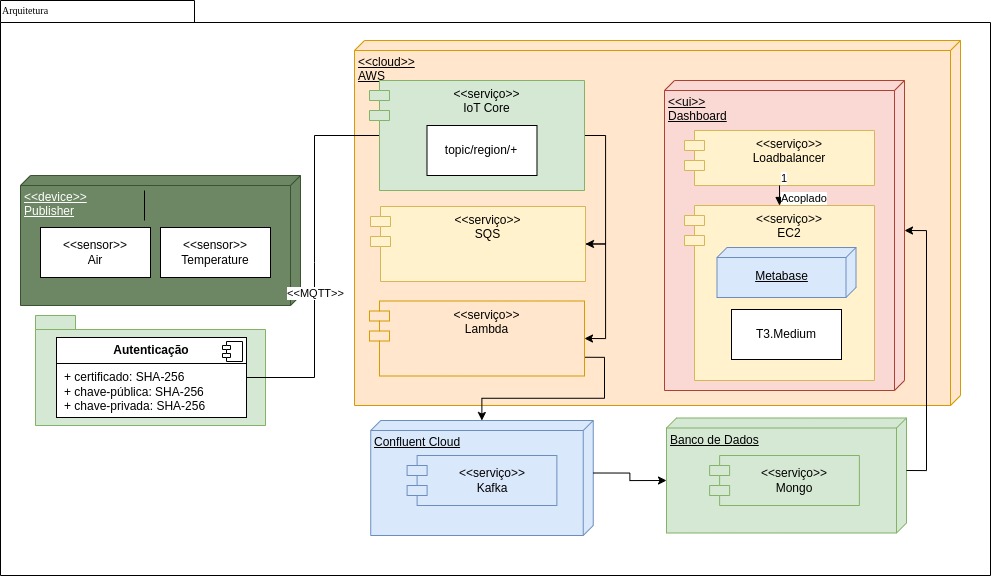 Arquitetura
<<cloud>>
AWS
<<serviço>>
IoT Core
topic/region/+
<<serviço>>
SQS
<<serviço>>
Lambda
<<ui>>
Dashboard
<<serviço>>
Loadbalancer
1
Acoplado
<<serviço>>
EC2
Metabase
T3.Medium
<<device>>
Publisher
<<sensor>>
Air
<<sensor>>
Temperature
<<MQTT>>
Autenticação
+ certificado: SHA-256
+ chave-pública: SHA-256
+ chave-privada: SHA-256
Confluent Cloud
<<serviço>>
Kafka
Banco de Dados
<<serviço>>
Mongo